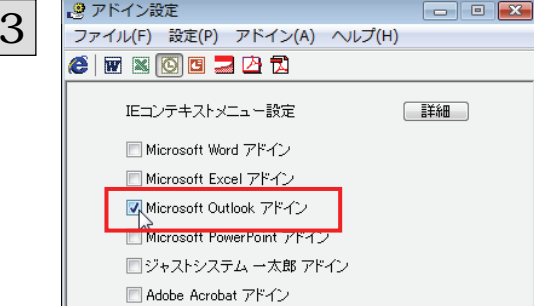 3
アドイン設定
ファイル(F) 設定(P) アドイン(A) ヘルプ(H)
IEコンテキストメニュー設定 詳細
Microsoft Word アドイン
Microsoft Excel アドイン
Microsoft Outlook アドイン
Microsoft PowerPoint アドイン
ジャストシステム 一太郎 アドイン
Adobe Acrobat アドイン